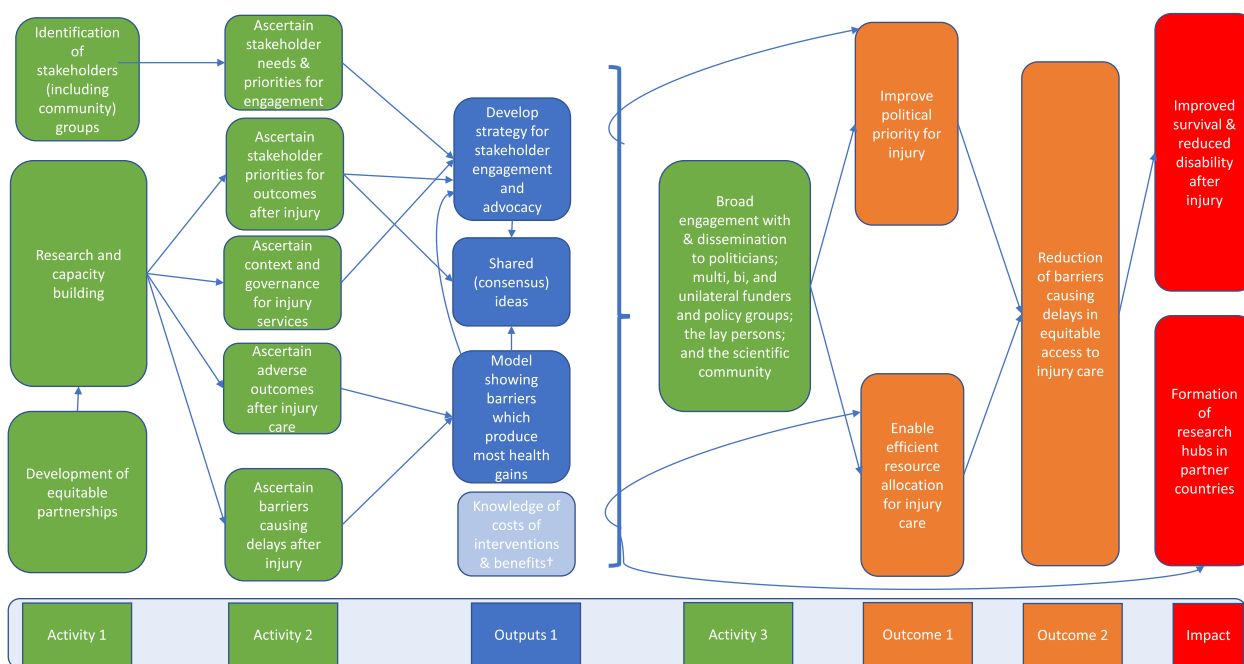 Identification
of
stakeholders
(including
community)
groups
Research and
capacity
building
Development of
equitable
partnerships
Ascertain
stakeholder
needs &
priorities for
engagement
Ascertain
stakeholder
priorities for
outcomes after
injury
Ascertain
context and
governance
for injury
services
Ascertain
adverse
outcomes
after injury
care
Ascertain
barriers
causing
delays after
injury
Develop
strategy for
stakeholder
engagement
and
advocacy
Shared
(consensus)
ideas
Model
showing
barriers
which
produce
most health
gains
Knowledge of
costs of
interventions
& benefits†
Broad
engagement with
& dissemination
to politicians;
multi, bi, and
unilateral funders
and policy groups;
the lay persons;
and the scientific
community
Improve
political
priority for
injury
Enable
efficient
resource
allocation
for injury
care
Reduction
of barriers
causing
delays in
equitable
access to
injury care
Improved
survival &
reduced
disability
after
injury
Formation
of
research
hubs in
partner
countries
Activity 1
Activity 2
Outputs 1
Activity 3
Outcome 1
Outcome 2
Impact